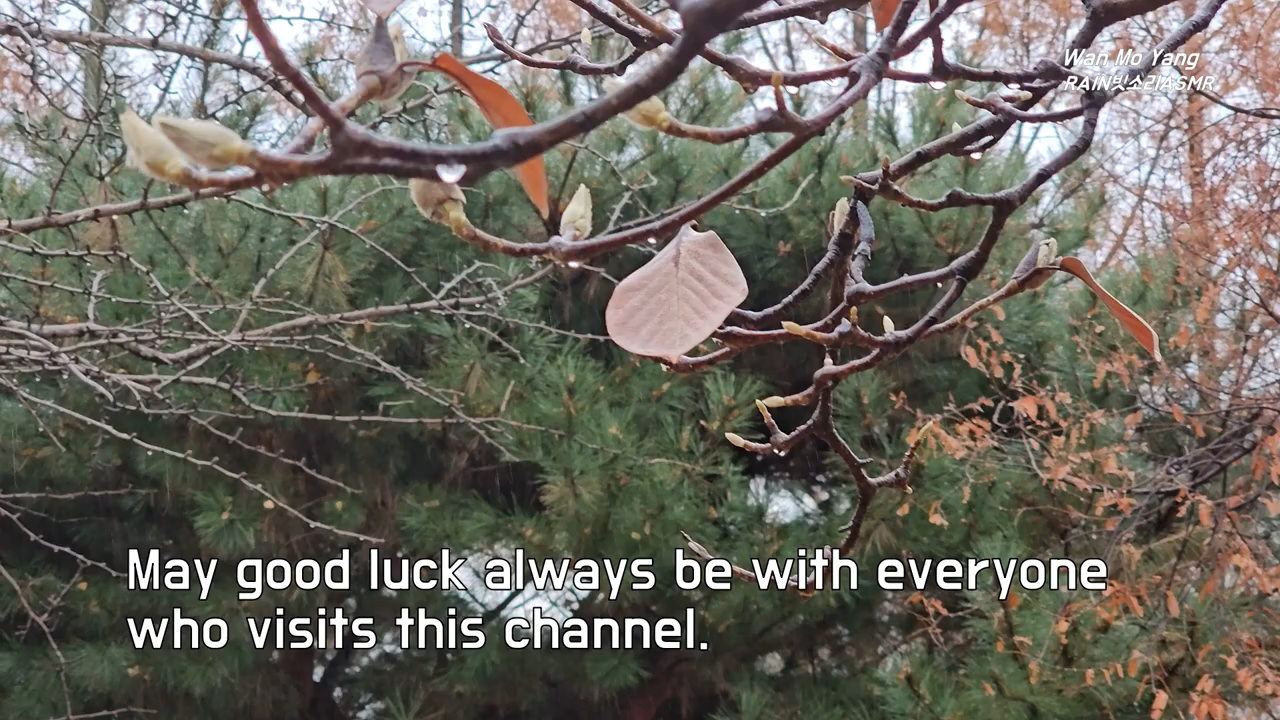 Wan Mo Yang
RAIN빗소리ASMR
May good luck always be with everyone
who visits this channel.